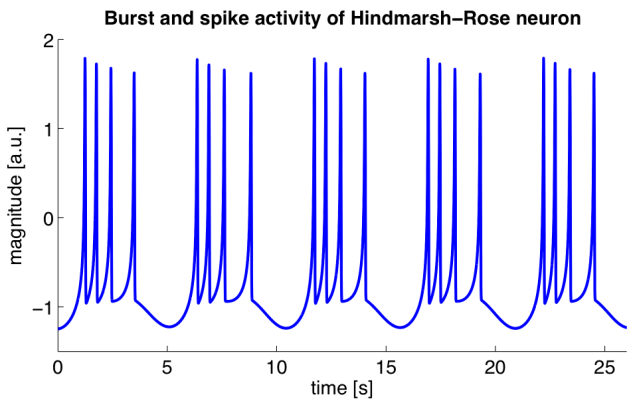 Burst and spike activity of Hindmarsh−Rose neuron
2
1
0
−1
magnitude [a.u.]
0 5 10 15 20 25
time [s]